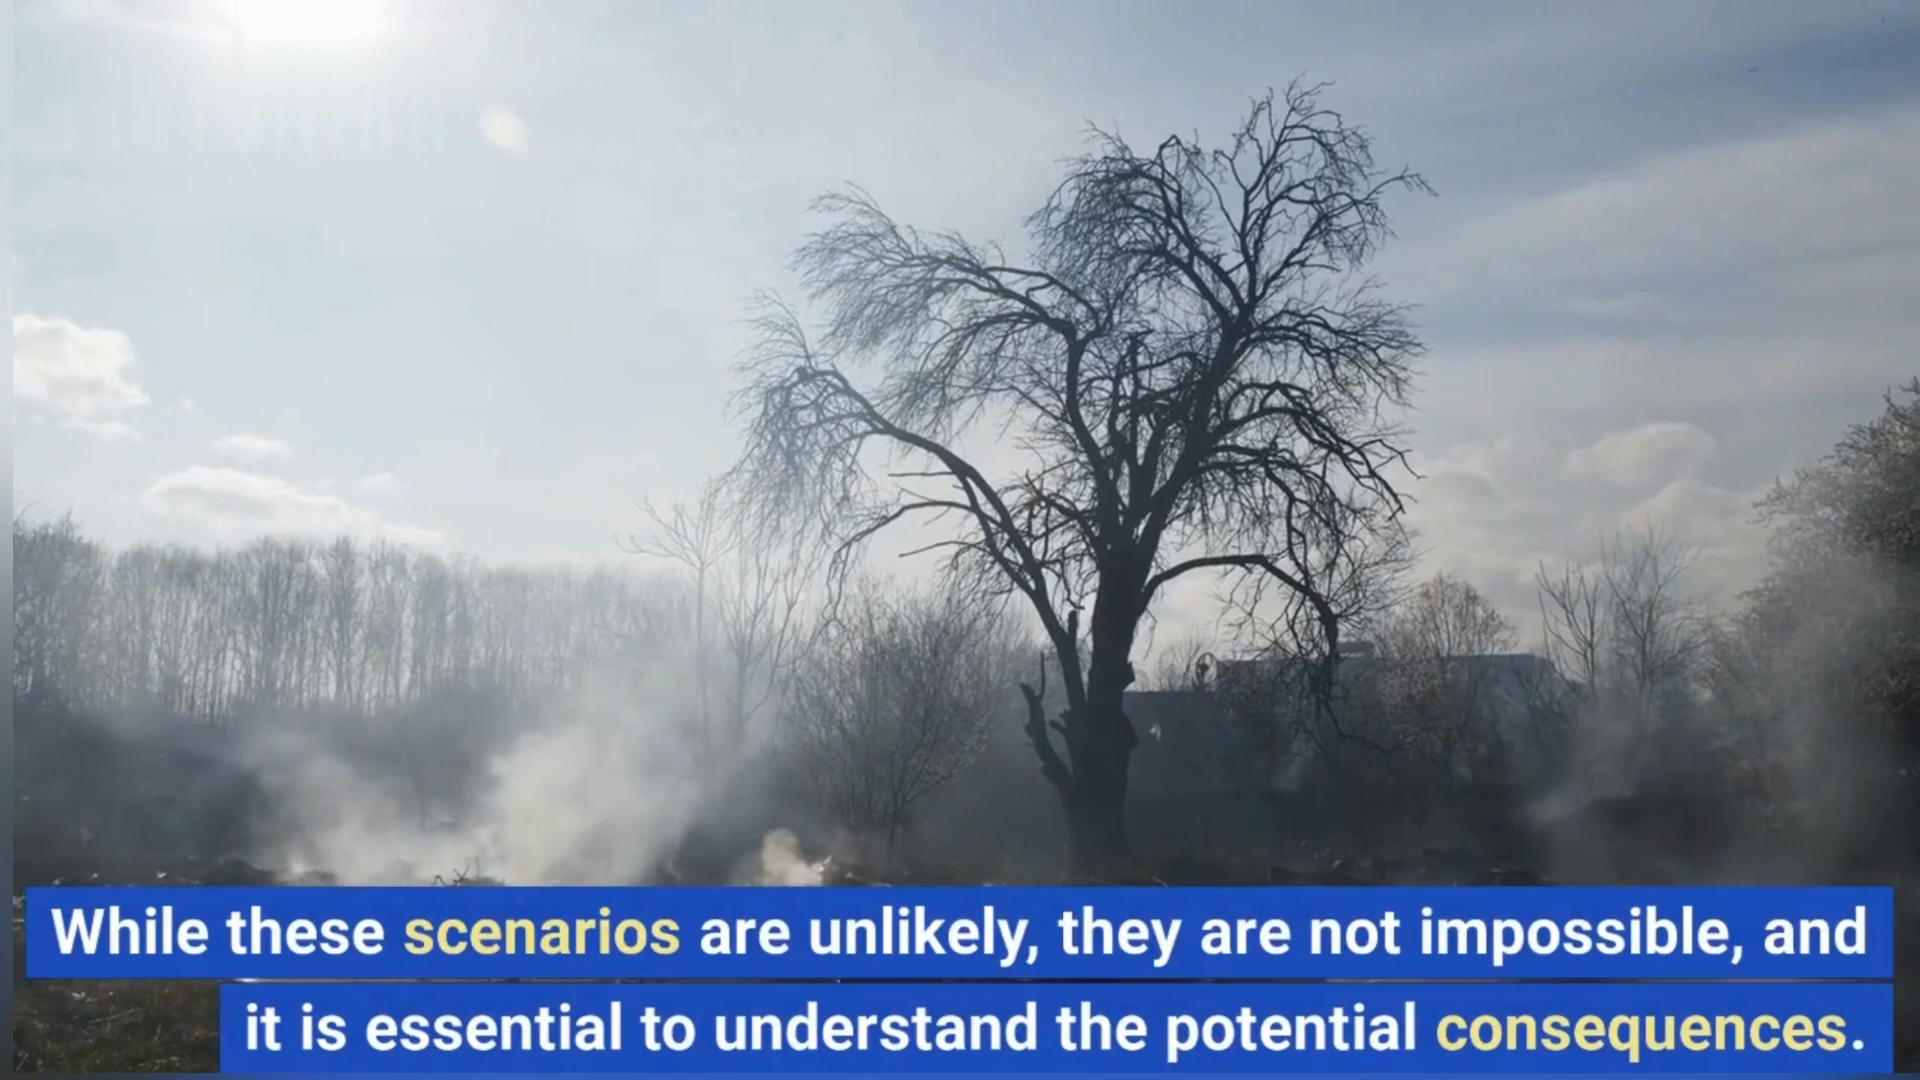 While these scenarios are unlikely, they are not impossible, and
it is essential to understand the potential consequences.